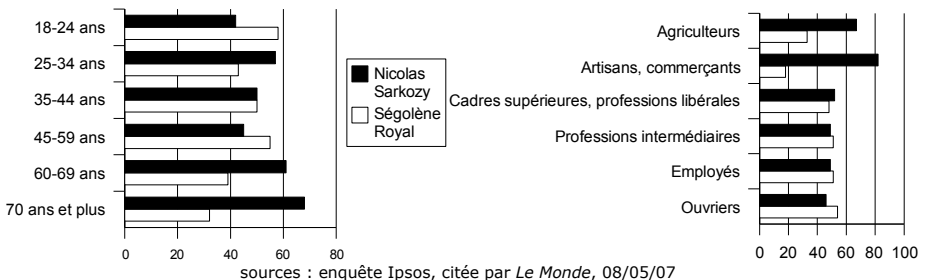 18-24 ans
25-34 ans
35-44 ans
45-59 ans
60-69 ans
70 ans et plus
0 20 40 60 80
Nicolas
Sarkozy
Ségolène
Royal
Agriculteurs
Artisans, commerçants
Cadres supérieures, professions libérales
Professions intermédiaires
Employés
Ouvriers
0 20 40 60 80 100
sources : enquête Ipsos, citée par Le Monde, 08/05/07